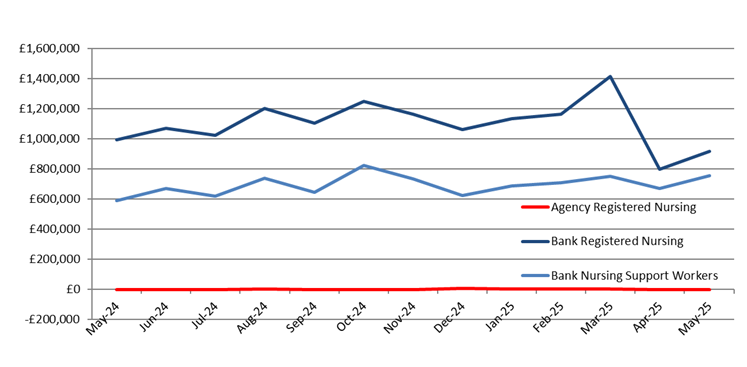 £1,600,000
£1,400,000
£1,200,000
£1,000,000
£800,000
£600,000
£400,000
£200,000
£0
-£200,000
Agency Registered Nursing
Bank Registered Nursing
Bank Nursing Support Workers
May-24
Jun-24
Jul-24
Aug-24
Sep-24
Oct-24
Nov-24
Dec-24
Jan-25
Feb-25
Mar-25
Apr-25
May-25